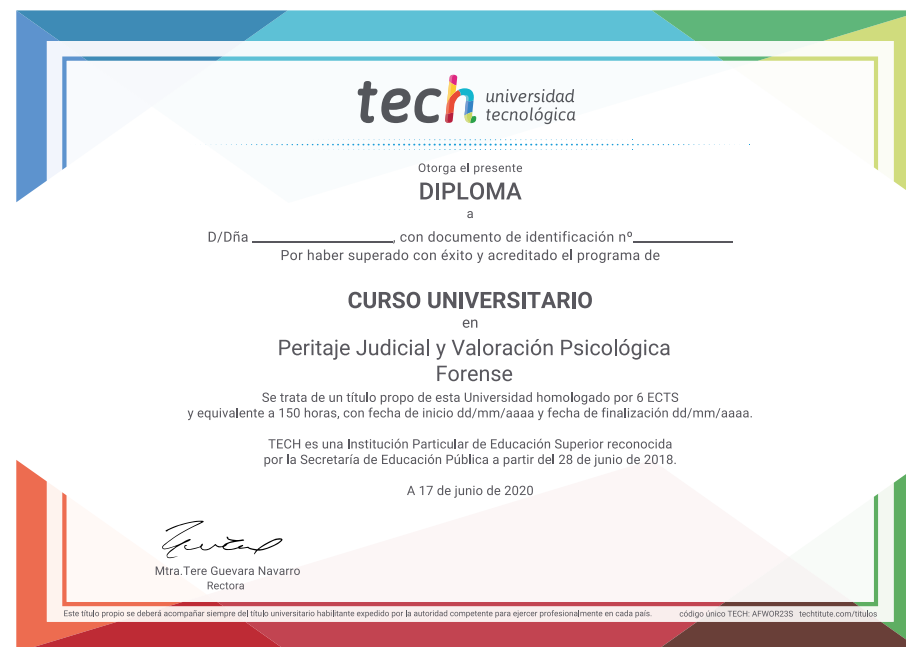 tech universidad
tecnológica
Otorga el presente
DIPLOMA
a
D/Dña ________________, con documento de identificación nº____________
Por haber superado con éxito y acreditado el programa de
CURSO UNIVERSITARIO
en
Peritaje Judicial y Valoración Psicológica
Forense
Se trata de un título propo de esta Universidad homologado por 6 ECTS
y equivalente a 150 horas, con fecha de inicio dd/mm/aaaa y fecha de finalización dd/mm/aaaa.
TECH es una Institución Particular de Educación Superior reconocida
por la Secretaría de Educación Pública a partir del 28 de junio de 2018.
A 17 de junio de 2020
Mtra.Tere Guevara Navarro
Rectora
Este título propio se deberá acompañar siempre del título universitario habilitante expedido por la autoridad competente para ejercer profesionalmente en cada país. código único TECH: AFWOR23S techtitute.com/titulos